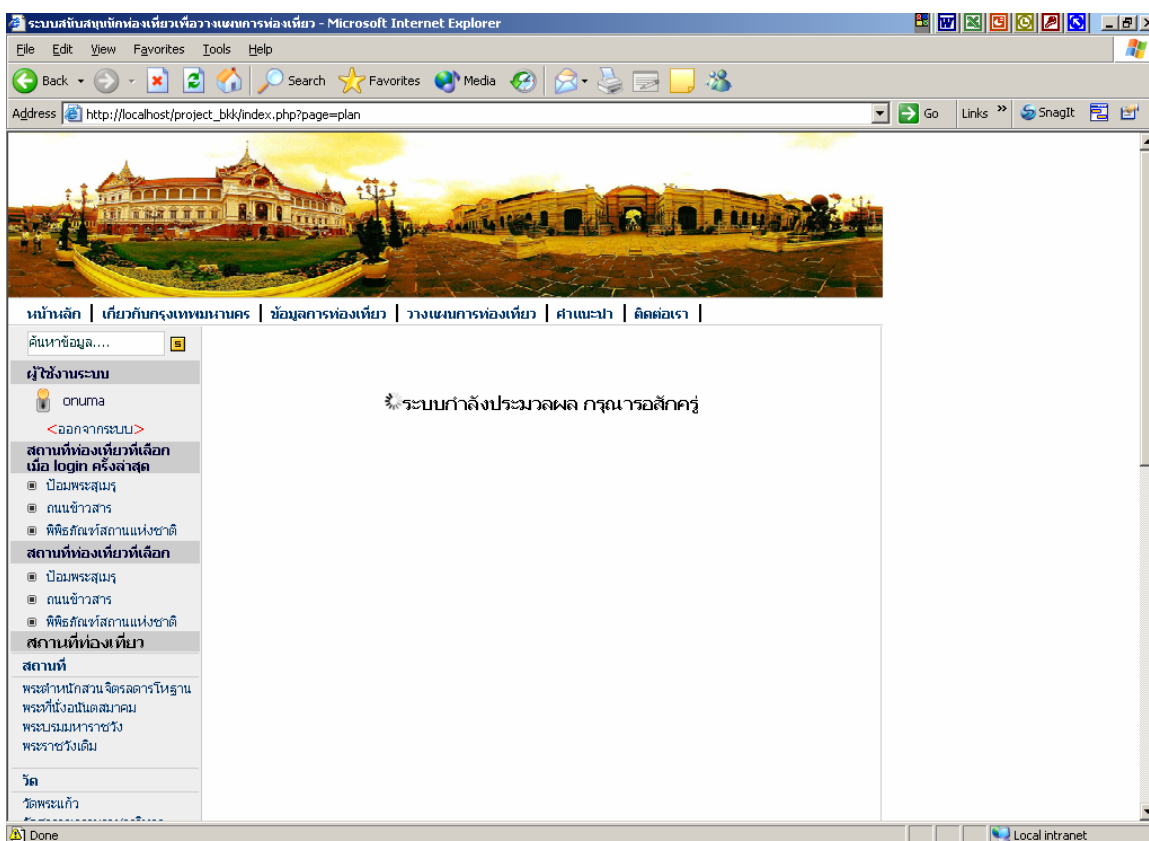 ระบบสนับสนุนนักท่องเที่ยวเพื่อวางแผนการท่องเที่ยว - Microsoft Internet Explorer
File Edit View Favorites Tools Help
Back Search Favorites Media
Address http://localhost/project_bkk/index.php?page=plan Go Links » SnagIt
หน้าหลัก | เกี่ยวกับกรุงเทพมหานคร | ข้อมูลการท่องเที่ยว | วางแผนการท่องเที่ยว | คำแนะนำ | ติดต่อเรา |
ค้นหาข้อมูล....
ผู้ใช้งานระบบ
onuma
<ออกจากระบบ>
ระบบกำลังประมวลผล กรุณารอสักครู่
สถานที่ท่องเที่ยวที่เลือก
เมื่อ login ครั้งล่าสุด
ป้อมพระสุเมรุ
ถนนข้าวสาร
พิพิธภัณฑ์สถานแห่งชาติ
สถานที่ท่องเที่ยวที่เลือก
ป้อมพระสุเมรุ
ถนนข้าวสาร
พิพิธภัณฑ์สถานแห่งชาติ
สถานที่ท่องเที่ยว
สถานที่
พระตำหนักสวนจิตรลดารโหฐาน
พระที่นั่งอนันตสมาคม
พระบรมมหาราชวัง
พระราชวังเดิม
วัด
วัดพระแก้ว
Done Local intranet